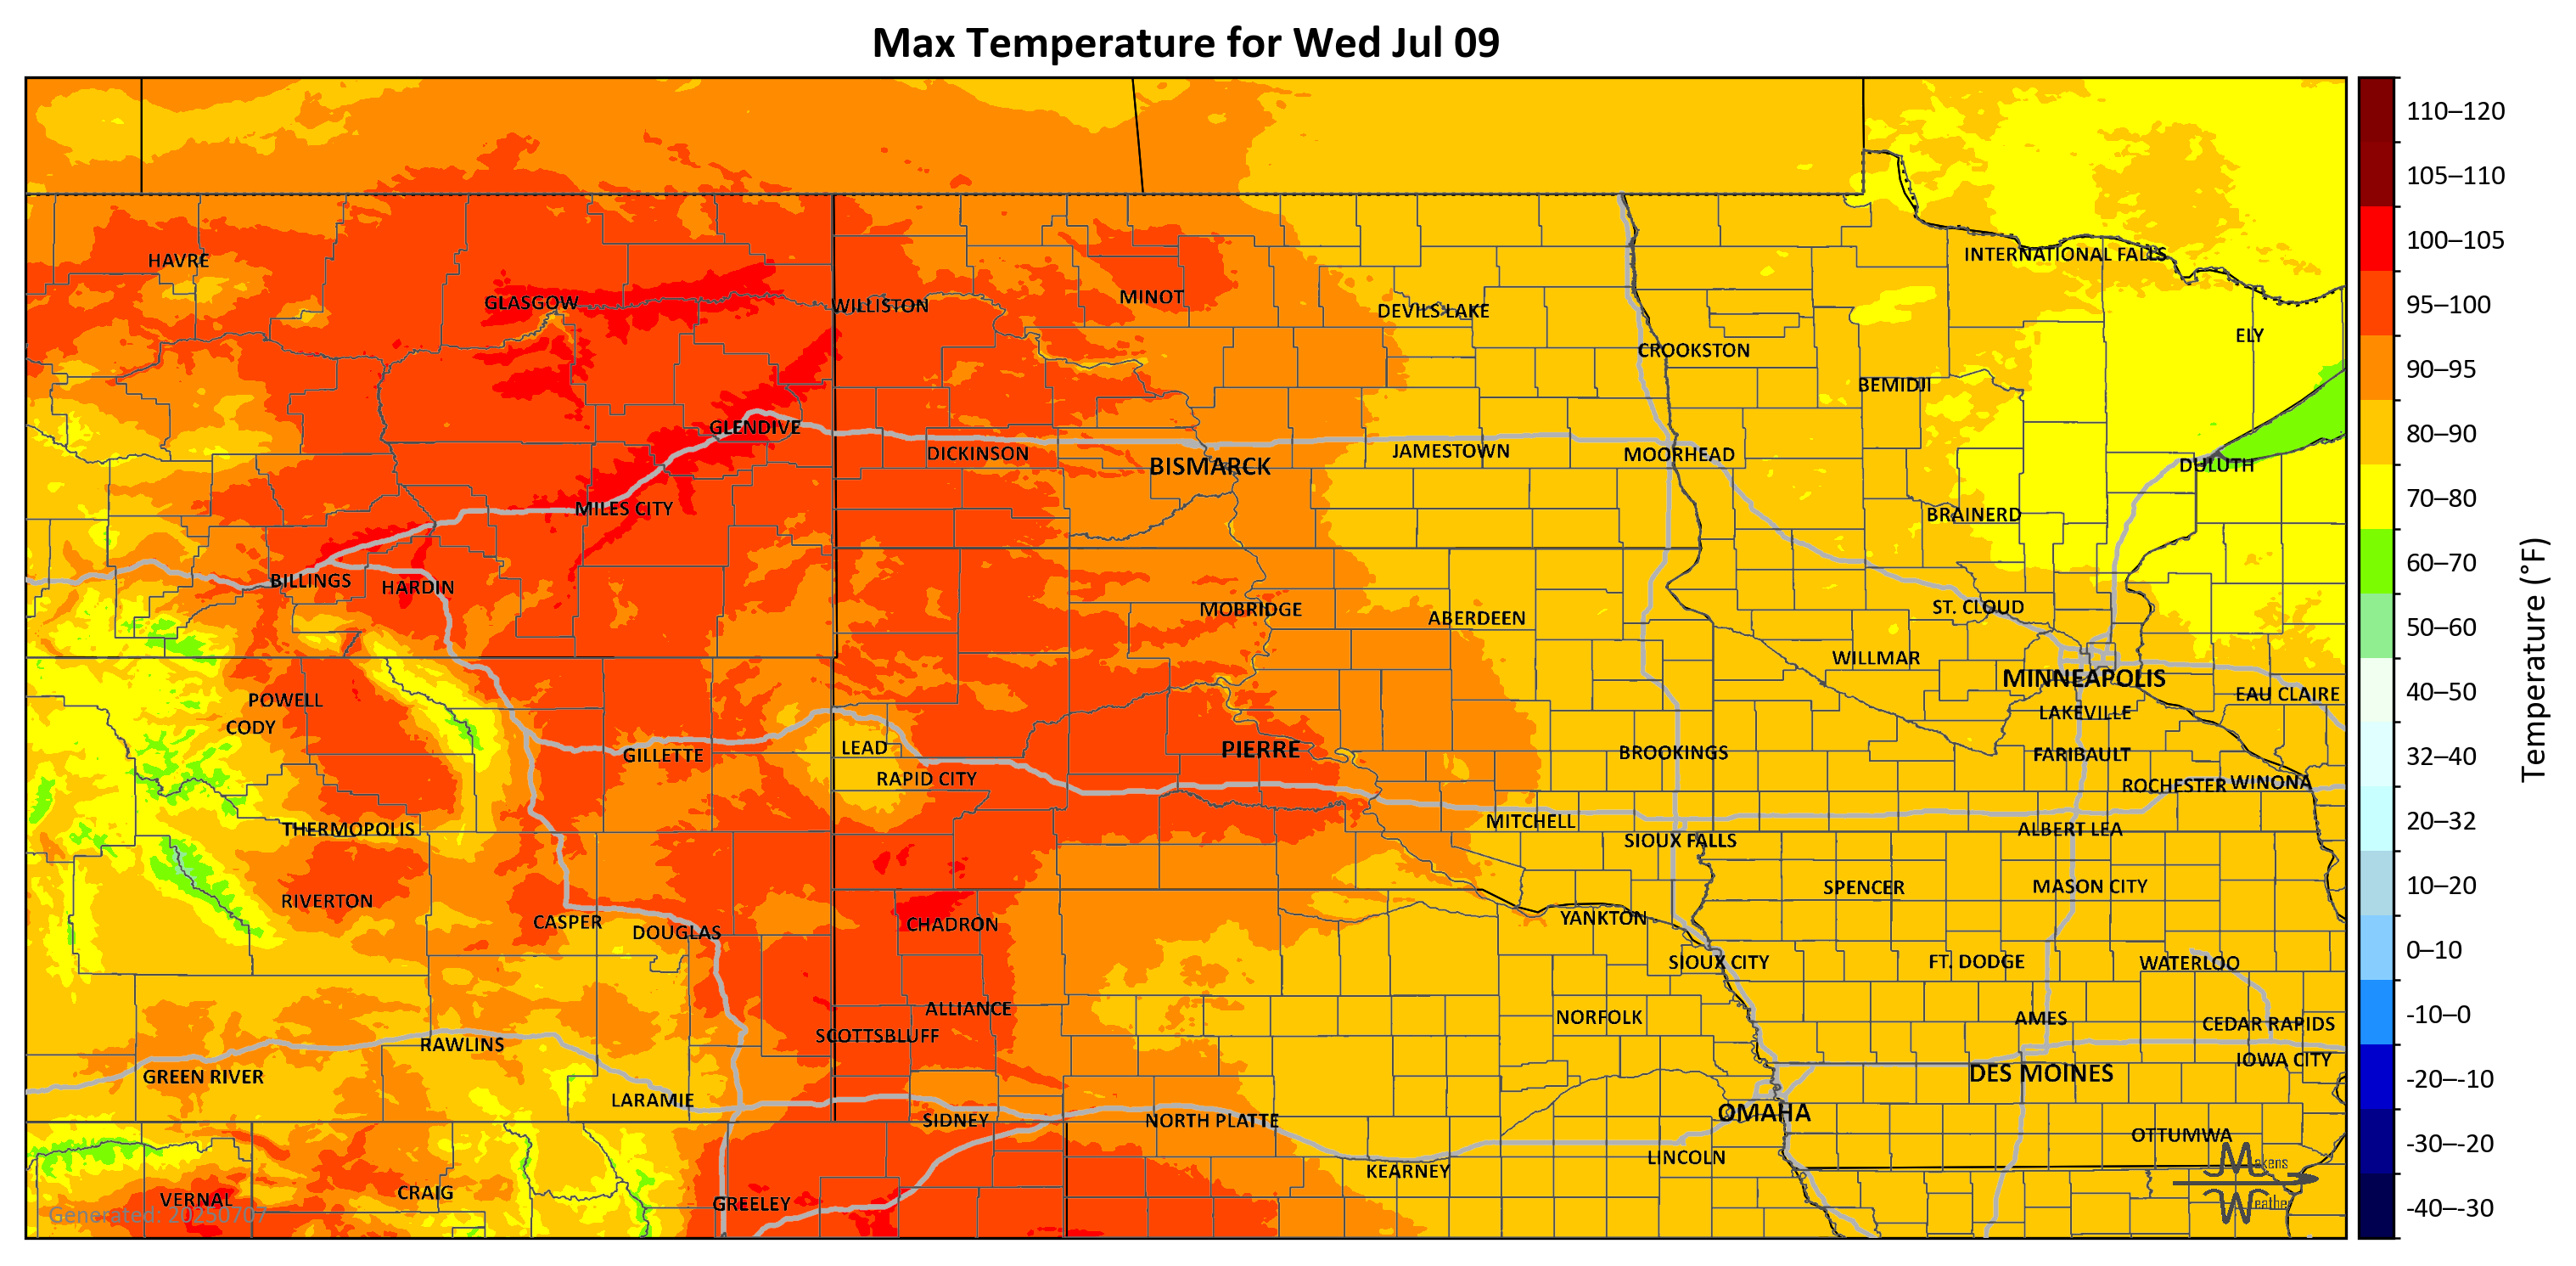 Max Temperature for Wed Jul 09
110–120
105–110
100–105
95–100
90–95
80–90
70–80
60–70
50–60
40–50
32–40
20–32
10–20
0–10
-10–0
-20–-10
-30–-20
-40–-30
Temperature (°F)
HAVRE
GLASGOW
WILLISTON
MINOT
DEVILS LAKE
CROOKSTON
INTERNATIONAL FALLS
ELY
BEMIDJI
GLENDIVE
DICKINSON
BISMARCK
JAMESTOWN
MOORHEAD
DULUTH
MILES CITY
BRAINERD
BILLINGS
HARDIN
MOBRIDGE
ABERDEEN
ST. CLOUD
WILLMAR
MINNEAPOLIS
EAU CLAIRE
POWELL
CODY
LAKEVILLE
GILLETTE
LEAD
RAPID CITY
PIERRE
BROOKINGS
FARIBAULT
ROCHESTER
WINONA
THERMOPOLIS
MITCHELL
SIOUX FALLS
ALBERT LEA
RIVERTON
CASPER
DOUGLAS
CHADRON
YANKTON
SPENCER
MASON CITY
SIOUX CITY
FT. DODGE
WATERLOO
ALLIANCE
SCOTTSBLUFF
NORFOLK
AMES
CEDAR RAPIDS
RAWLINS
IOWA CITY
GREEN RIVER
LARAMIE
DES MOINES
SIDNEY
NORTH PLATTE
OMAHA
OTTUMWA
KEARNEY
LINCOLN
VERNAL
CRAIG
GREELEY
Generated: 20250707
Makens
Weather